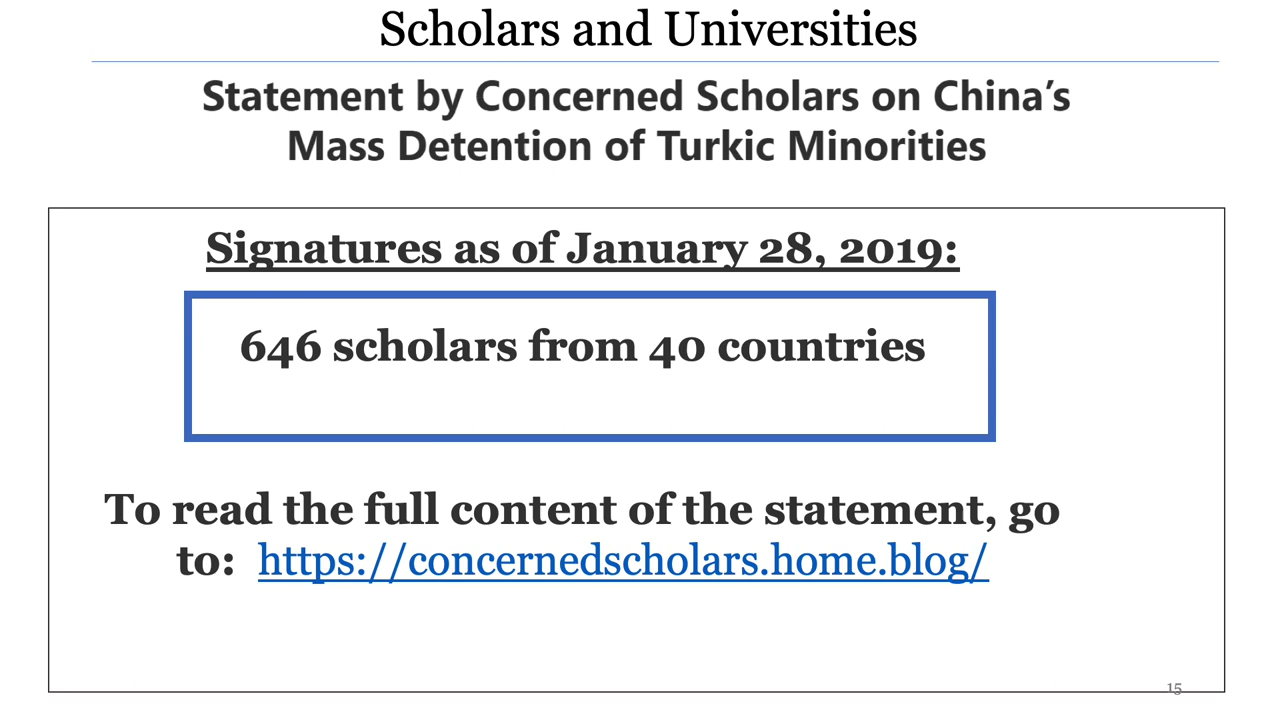 Scholars and Universities
Statement by Concerned Scholars on China’s
Mass Detention of Turkic Minorities
Signatures as of January 28, 2019:
646 scholars from 40 countries
To read the full content of the statement, go
to: https://concernedscholars.home.blog/
15